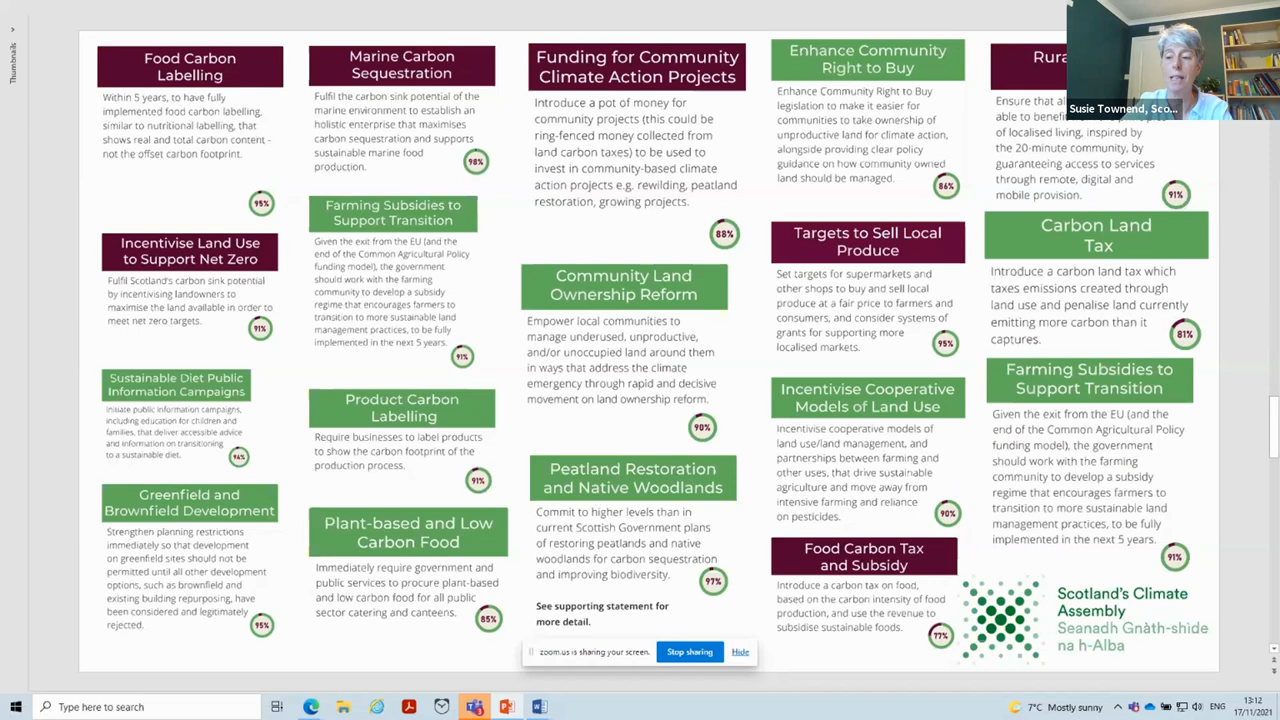 Thumbnails
Food Carbon
Labelling
Within 5 years, to have fully
implemented food carbon labelling,
similar to nutritional labelling, that
shows real and total carbon content -
not the offset carbon footprint.
95%
Incentivise Land Use
to Support Net Zero
Fulfil Scotland's carbon sink potential
by incentivising landowners to
maximise the land available in order to
meet net zero targets.
91%
Sustainable Diet Public
Information Campaigns
Initiate public information campaigns,
including education for children and
families, that deliver accessible advice
and information on transitioning
to a sustainable diet.
94%
Greenfield and
Brownfield Development
Strengthen planning restrictions
immediately so that development
on greenfield sites should not be
permitted until all other development
options, such as brownfield and
existing building repurposing, have
been considered and legitimately
rejected.
95%
Marine Carbon
Sequestration
Fulfil the carbon sink potential of the
marine environment to establish an
holistic enterprise that maximises
carbon sequestration and supports
sustainable marine food
production.
98%
Farming Subsidies to
Support Transition
Given the exit from the EU (and the
end of the Common Agricultural Policy
funding model), the government
should work with the farming
community to develop a subsidy
regime that encourages farmers to
transition to more sustainable land
management practices, to be fully
implemented in the next 5 years.
91%
Product Carbon
Labelling
Require businesses to label products
to show the carbon footprint of the
production process.
91%
Plant-based and Low
Carbon Food
Immediately require government and
public services to procure plant-based
and low carbon food for all public
sector catering and canteens.
85%
Funding for Community
Climate Action Projects
Introduce a pot of money for
community projects (this could be
ring-fenced money collected from
land carbon taxes) to be used to
invest in community-based climate
action projects e.g. rewilding, peatland
restoration, growing projects.
88%
Community Land
Ownership Reform
Empower local communities to
manage underused, unproductive,
and/or unoccupied land around them
in ways that address the climate
emergency through rapid and decisive
movement on land ownership reform.
90%
Peatland Restoration
and Native Woodlands
Commit to higher levels than in
current Scottish Government plans
of restoring peatlands and native
woodlands for carbon sequestration
and improving biodiversity.
97%
See supporting statement for
more detail.
Enhance Community
Right to Buy
Enhance Community Right to Buy
legislation to make it easier for
communities to take ownership of
unproductive land for climate action,
alongside providing clear policy
guidance on how community owned
land should be managed.
86%
Targets to Sell Local
Produce
Set targets for supermarkets and
other shops to buy and sell local
produce at a fair price to farmers and
consumers, and consider systems of
grants for supporting more
localised markets.
95%
Incentivise Cooperative
Models of Land Use
Incentivise cooperative models of
land use/land management, and
partnerships between farming and
other uses, that drive sustainable
agriculture and move away from
intensive farming and reliance
on pesticides.
90%
Food Carbon Tax
and Subsidy
Introduce a carbon tax on food,
based on the carbon intensity of food
production, and use the revenue to
subsidise sustainable foods.
77%
Ensure that al
able to benefi
of localised living, inspired by
the 20-minute community, by
guaranteeing access to services
through remote, digital and
mobile provision.
91%
Carbon Land
Tax
Introduce a carbon land tax which
taxes emissions created through
land use and penalise land currently
emitting more carbon than it
captures.
81%
Farming Subsidies to
Support Transition
Given the exit from the EU (and the
end of the Common Agricultural Policy
funding model), the government
should work with the farming
community to develop a subsidy
regime that encourages farmers to
transition to more sustainable land
management practices, to be fully
implemented in the next 5 years.
91%
Scotland's Climate
Assembly
Seanadh Gnàth-shìde
na h-Alba
Susie Townend, Sco...
zoom.us is sharing your screen.
Stop sharing
Hide
Type here to search
7°C Mostly sunny
ENG
13:12
17/11/2021